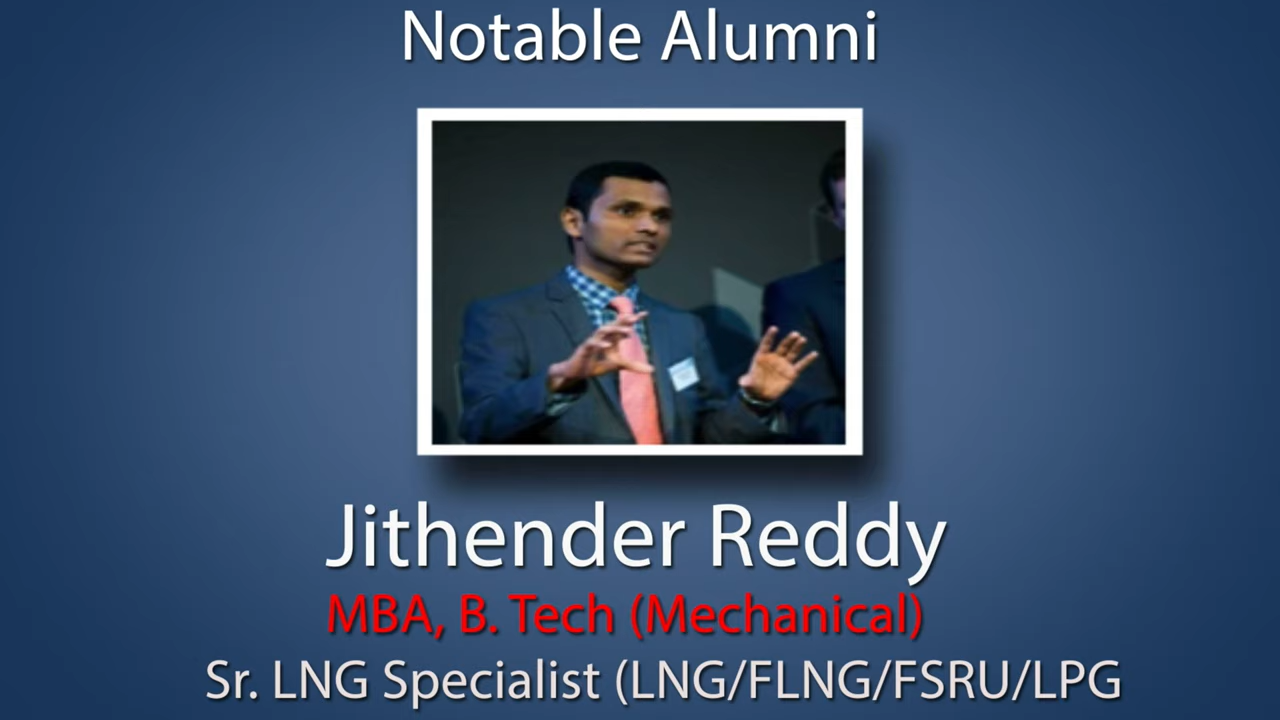 Notable Alumni
Jithender Reddy
MBA, B. Tech (Mechanical)
Sr. LNG Specialist (LNG/FLNG/FSRU/LPG